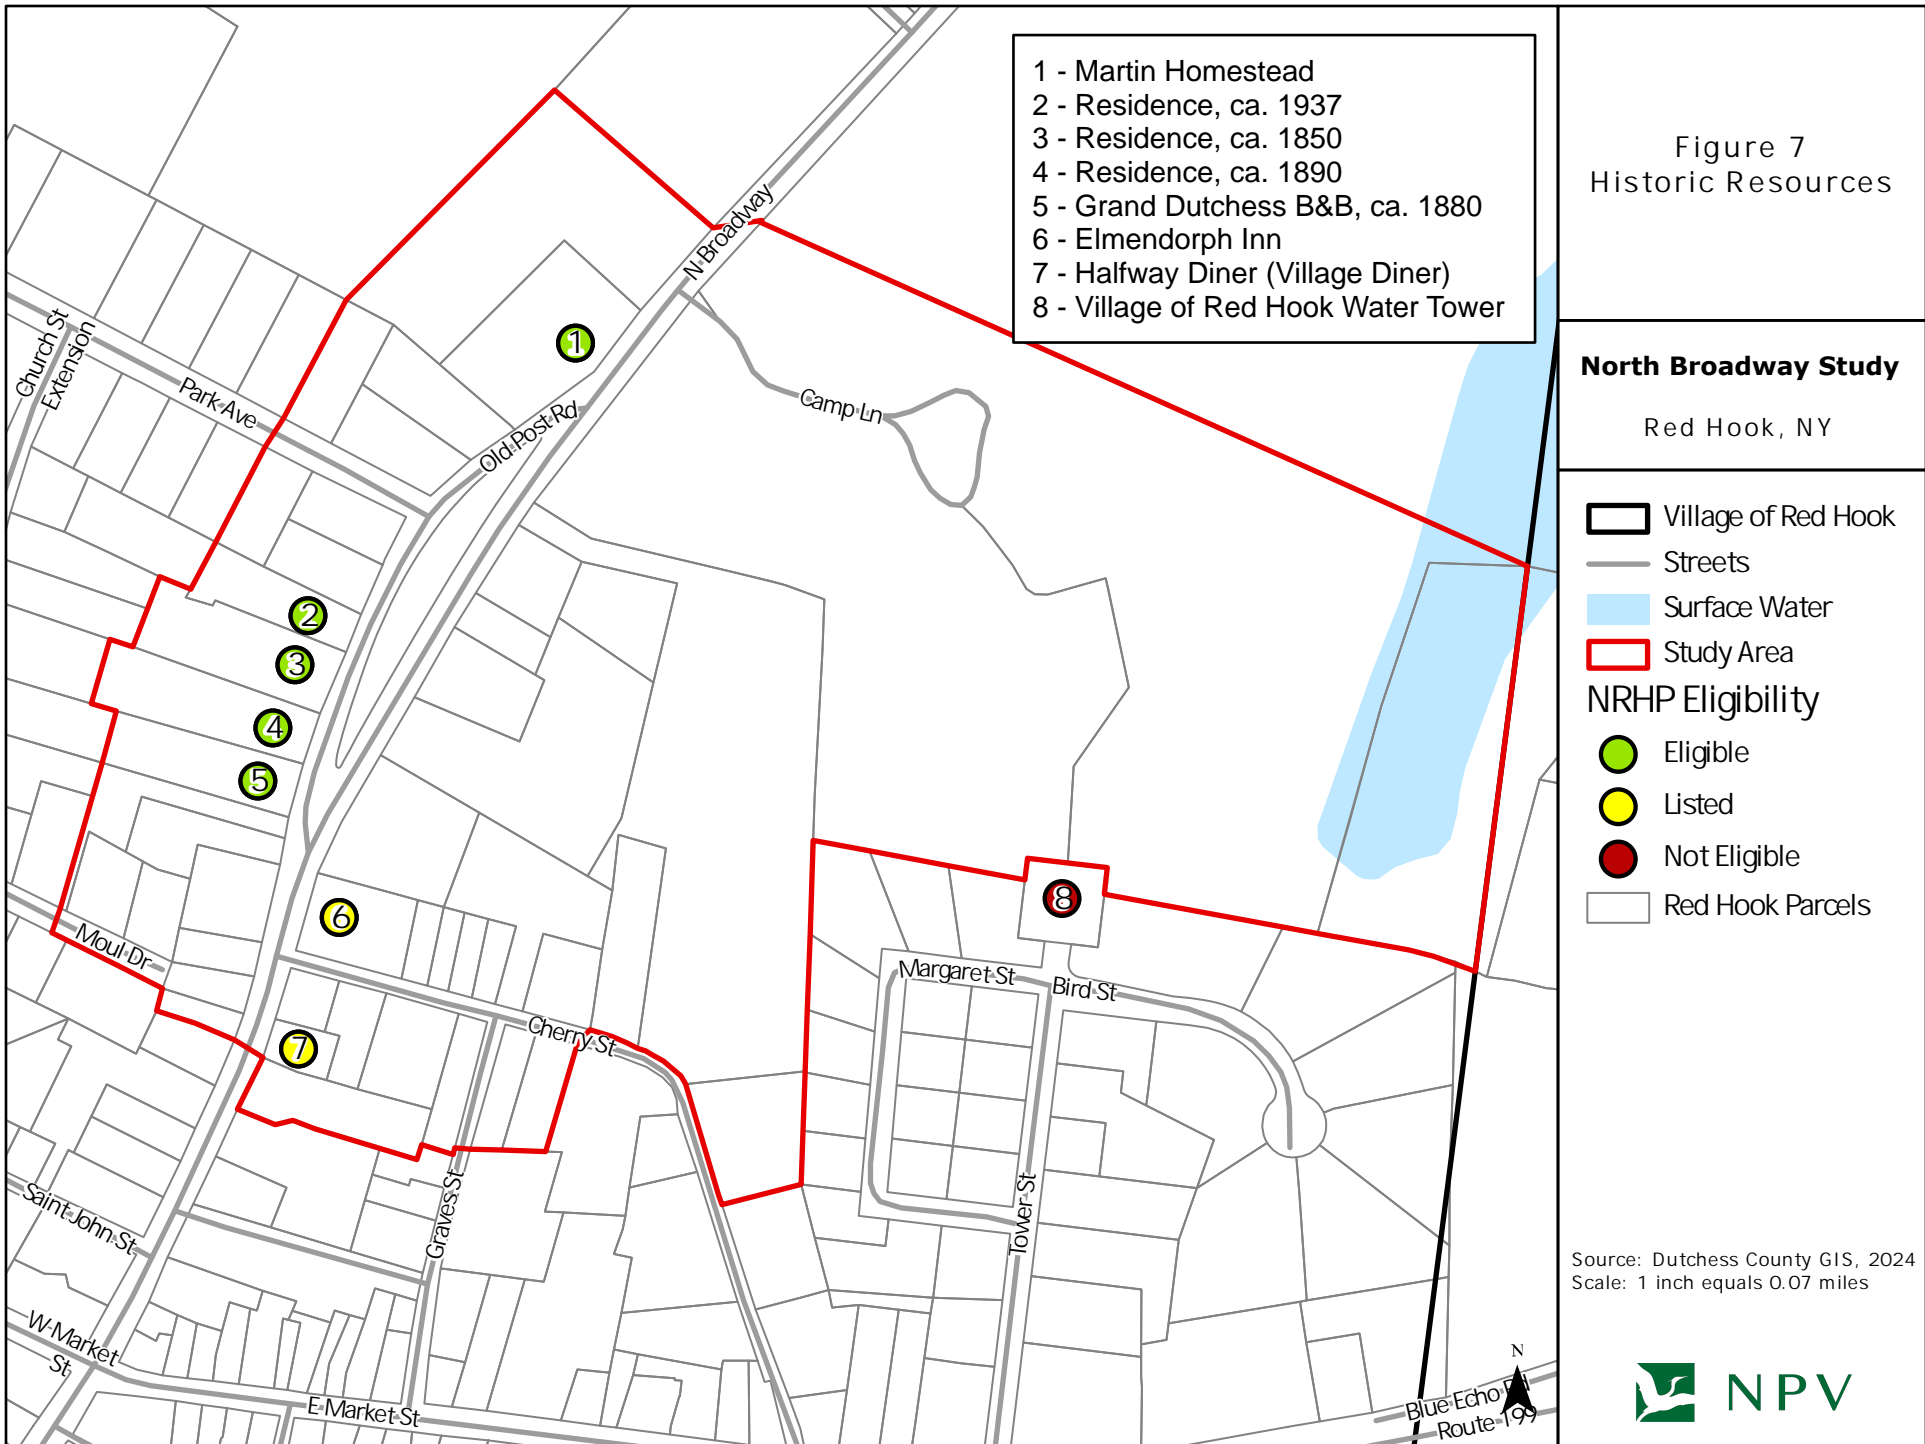 1 - Martin Homestead
2 - Residence, ca. 1937
3 - Residence, ca. 1850
4 - Residence, ca. 1890
5 - Grand Dutchess B&B, ca. 1880
6 - Elmendorph Inn
7 - Halfway Diner (Village Diner)
8 - Village of Red Hook Water Tower
Figure 7
Historic Resources
North Broadway Study
Red Hook, NY
Village of Red Hook
Streets
Surface Water
Study Area
NRHP Eligibility
Eligible
Listed
Not Eligible
Red Hook Parcels
Source: Dutchess County GIS, 2024
Scale: 1 inch equals 0.07 miles
N
NPV
N Broadway
Church St
Extension
Park Ave
Old Post Rd
Camp Ln
1
2
3
4
5
6
7
8
Moul Dr
Cherry St
Margaret St
Bird St
Graves St
Tower St
Saint John St
W Market
St
E Market St
Blue Echo Rd
Route 199